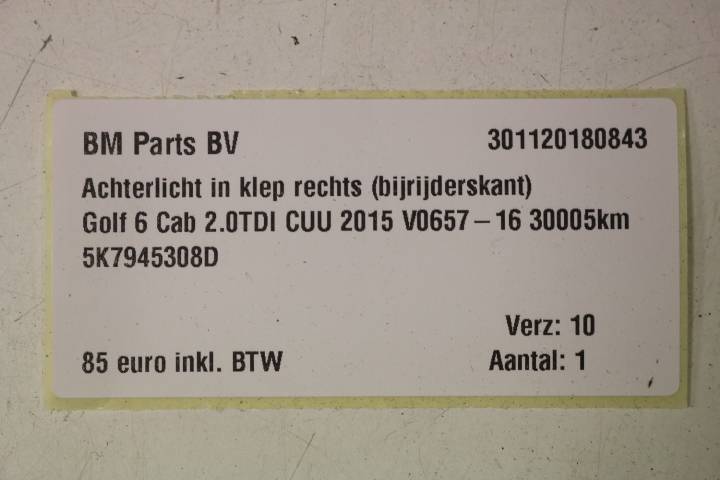 BM Parts BV 301120180843
Achterlicht in klep rechts (bijrijderskant)
Golf 6 Cab 2.0TDI CUU 2015 V0657-16 30005km
5K7945308D
Verz: 10
85 euro inkl. BTW Aantal: 1